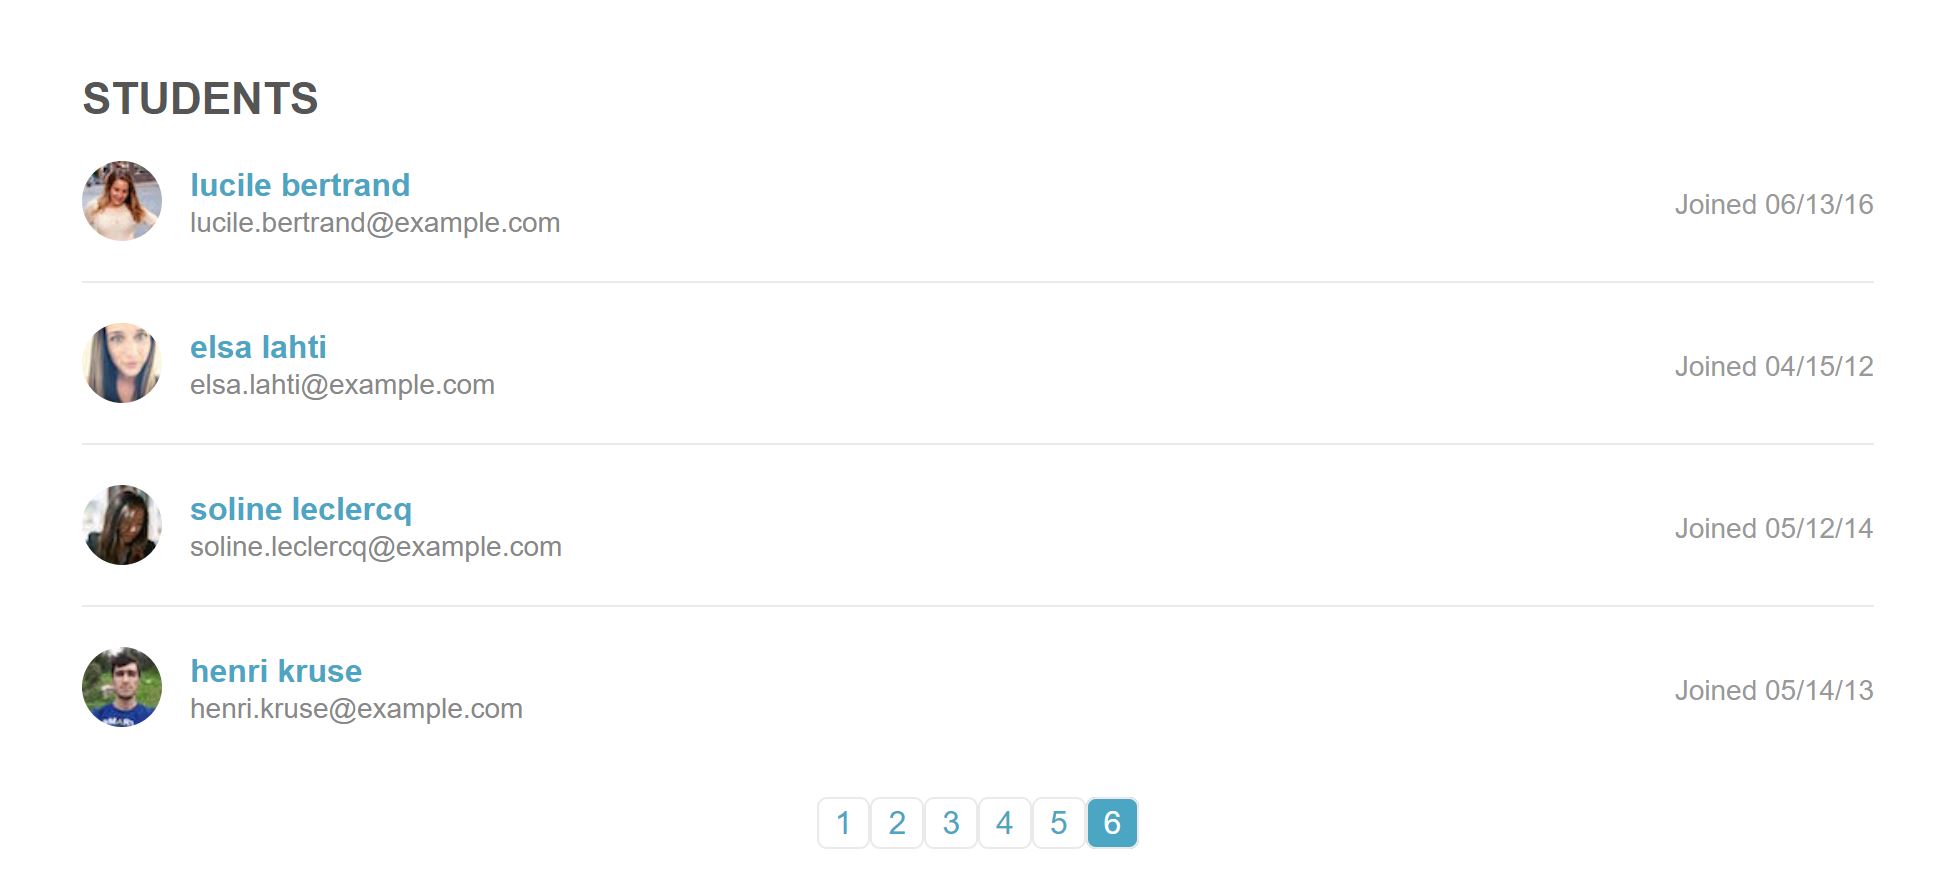 STUDENTS
lucile bertrand
lucile.bertrand@example.com
Joined 06/13/16
elsa lahti
elsa.lahti@example.com
Joined 04/15/12
soline leclercq
soline.leclercq@example.com
Joined 05/12/14
henri kruse
henri.kruse@example.com
Joined 05/14/13
1 2 3 4 5 6